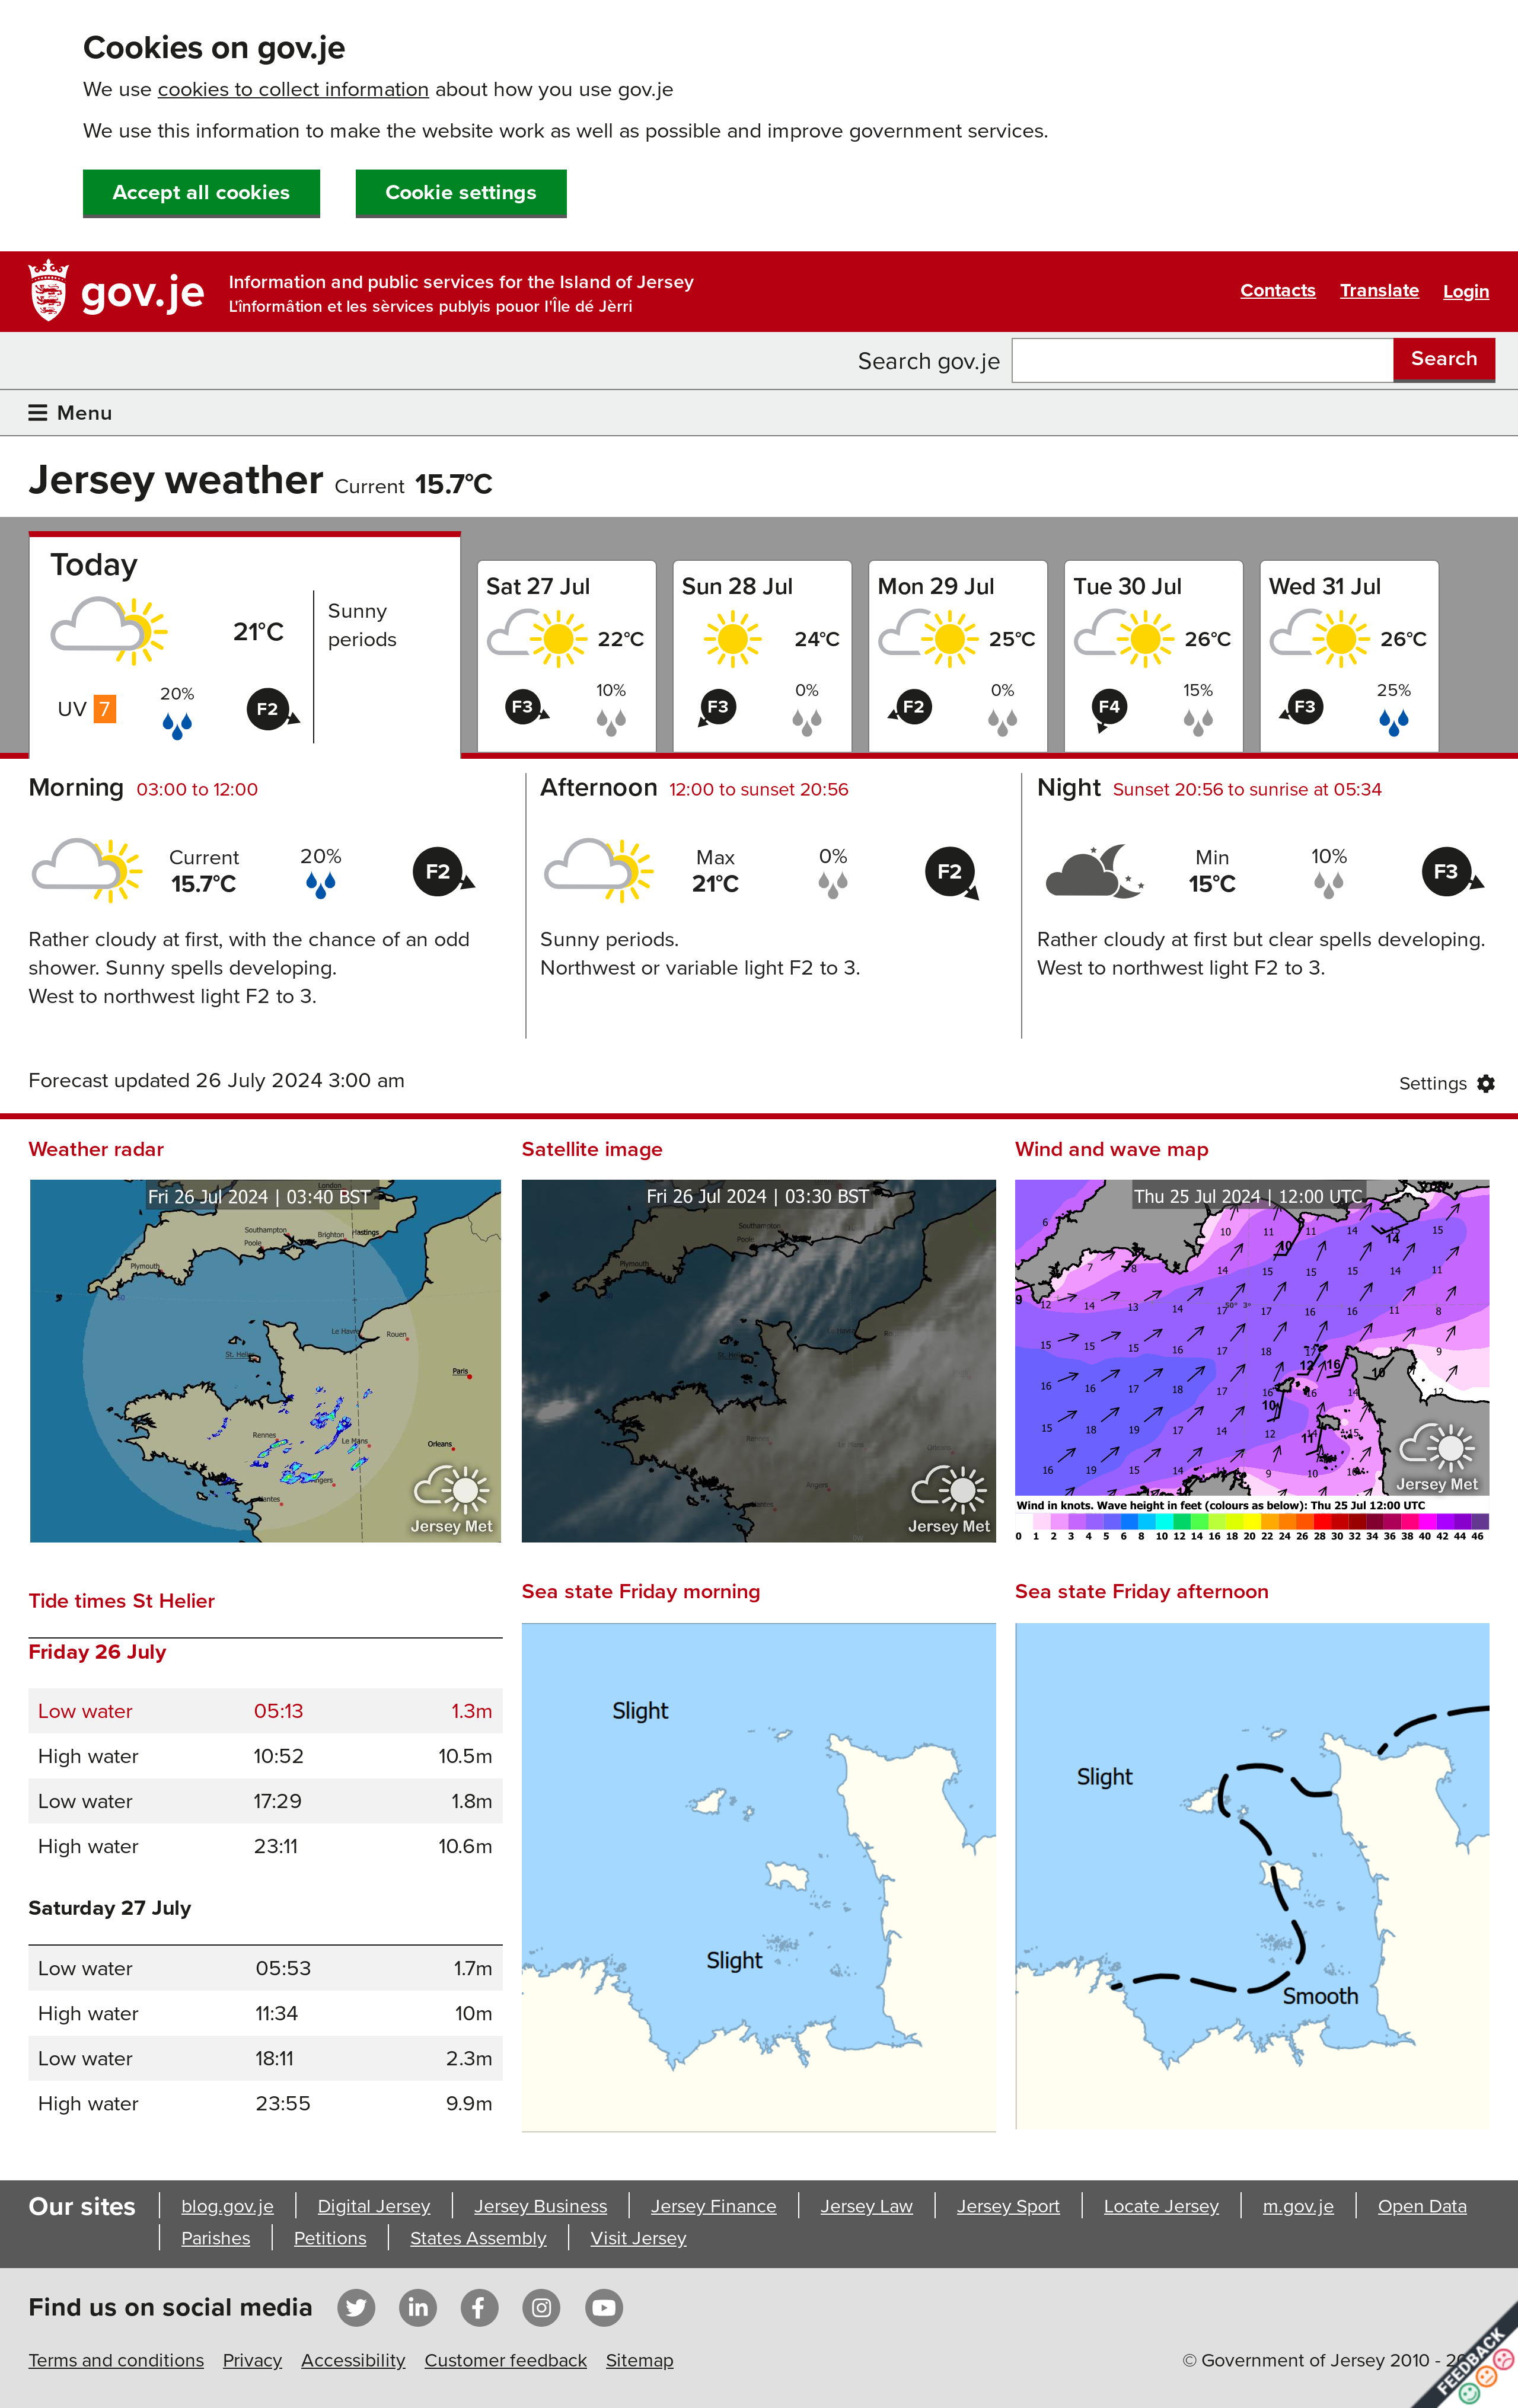 Cookies on gov.je
We use cookies to collect information about how you use gov.je
We use this information to make the website work as well as possible and improve government services.
Accept all cookies
Cookie settings
gov.je
Information and public services for the Island of Jersey
L'înformâtion et les sèrvices publyis pouor I'Île dé Jèrri
Contacts Translate Login
Search gov.je
Search
Menu
Jersey weather Current 15.7°C
Today
21°C
Sunny
periods
UV 7
20%
F2
Sat 27 Jul
22°C
F3 10%
Sun 28 Jul
24°C
F3 0%
Mon 29 Jul
25°C
F2 0%
Tue 30 Jul
26°C
F4 15%
Wed 31 Jul
26°C
F3 25%
Morning 03:00 to 12:00
Current
15.7°C
20%
F2
Rather cloudy at first, with the chance of an odd
shower. Sunny spells developing.
West to northwest light F2 to 3.
Afternoon 12:00 to sunset 20:56
Max
21°C
0%
F2
Sunny periods.
Northwest or variable light F2 to 3.
Night Sunset 20:56 to sunrise at 05:34
Min
15°C
10%
F3
Rather cloudy at first but clear spells developing.
West to northwest light F2 to 3.
Forecast updated 26 July 2024 3:00 am
Settings
Weather radar
Fri 26 Jul 2024 | 03:40 BST
London
Southampton
Poole
Brighton
Hastings
Plymouth
Le Havre
Rouen
St. Helier
Paris
Rennes
Le Mans
Orleans
Angers
Nantes
Jersey Met
Satellite image
Fri 26 Jul 2024 | 03:30 BST
Southampton
Poole
Plymouth
Jersey Met
Wind and wave map
Thu 25 Jul 2024 | 12:00 UTC
Jersey Met
Wind in knots. Wave height in feet (colours as below): Thu 25 Jul 12:00 UTC
0 1 2 3 4 5 6 8 10 12 14 16 18 20 22 24 26 28 30 32 34 36 38 40 42 44 46
Tide times St Helier
Friday 26 July
Low water 05:13 1.3m
High water 10:52 10.5m
Low water 17:29 1.8m
High water 23:11 10.6m
Saturday 27 July
Low water 05:53 1.7m
High water 11:34 10m
Low water 18:11 2.3m
High water 23:55 9.9m
Sea state Friday morning
Slight
Slight
Sea state Friday afternoon
Slight
Smooth
Our sites
blog.gov.je Digital Jersey Jersey Business Jersey Finance Jersey Law Jersey Sport Locate Jersey m.gov.je Open Data
Parishes Petitions States Assembly Visit Jersey
Find us on social media
Terms and conditions Privacy Accessibility Customer feedback Sitemap
© Government of Jersey 2010 -
FEEDBACK